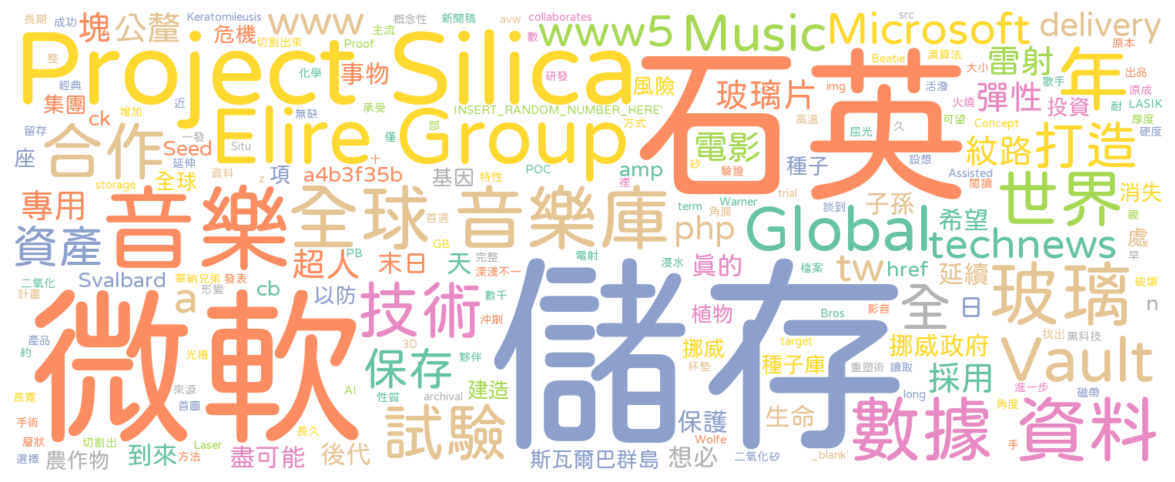 長期 成功 Keratomileusis 概念性 新聞稿 avw collaborates src 原本
塊 公釐 危機 www www5 Music Microsoft 演算法 delivery
整 切割出來 Proof 主流 數 Beatie 大小 出品
Project Silica 石英 年
經典 化學 事物 研發 風險 玻璃片 雷射 歌手 原成
集團 近 承受 img 彈性 投資 LASIK
增加 無缺 INSERT_RANDOM_NUMBER_HERE' 高溫 活潑 火燒 耐
留存 ck 一發 僅 部 方式 屈光 久 可望 厚度
合作 Elire Group 電影 Concept 紋路 打造 硬度
座 Seed Situ 延伸 十 矽 驗證 種子 設想 Assisted 閱讀
資料 項 a4b3f35b 基因 特性 POC amp 世界 消失
storage 全球 z 裡 trial 談到 子孫 視
專用 音樂 全球 音樂庫 首選 term Warner 角膜 php Global 希望 處
資產 GB technews 早
二氧化 Svalbard PB 完整 電射 浸水 真的 檔案 tw href 延續 破壞
華納兄弟 發表 超人 末日 天 深淺不一
計畫 形變 a cb 以防 技術 數千 植物 影音 全 日 玻璃 n
產品 沖刷 Bros 找出 黑科技
約 微軟 儲存 target
光柵 3D 夥伴 挪威 挪威政府 Vault
來源 AI 保存 杯墊 種子庫 重塑術 讀取
長寬 首圖 性質 建造 採用 進一步 磁帶
手術 長久 試驗 archival 保護 生命 long 角度
層狀 切割出 Laser Wolfe 數據 資料 手
選擇 農作物 到來 方法 盡可能 後代 斯瓦爾巴群島 想必 二氧化矽 _blank'